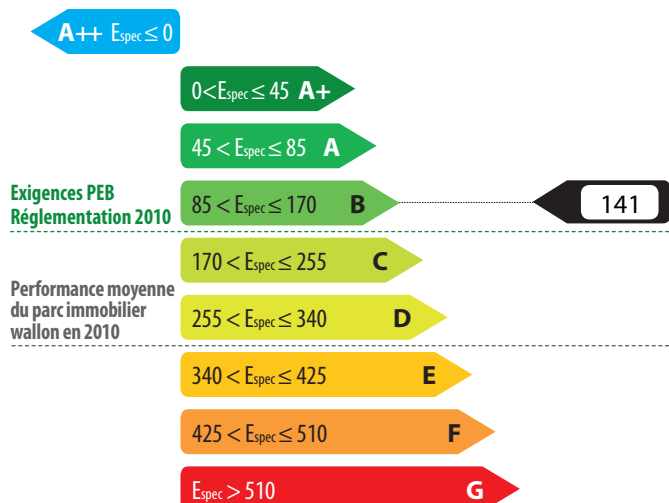 A++ Espec ≤ 0
0<Espec ≤ 45 A+
45 < Espec ≤ 85 A
Exigences PEB
Réglementation 2010
85 < Espec ≤ 170 B
141
170 < Espec ≤ 255 C
Performance moyenne
du parc immobilier
wallon en 2010
255 < Espec ≤ 340 D
340 < Espec ≤ 425 E
425 < Espec ≤ 510 F
Espec > 510 G